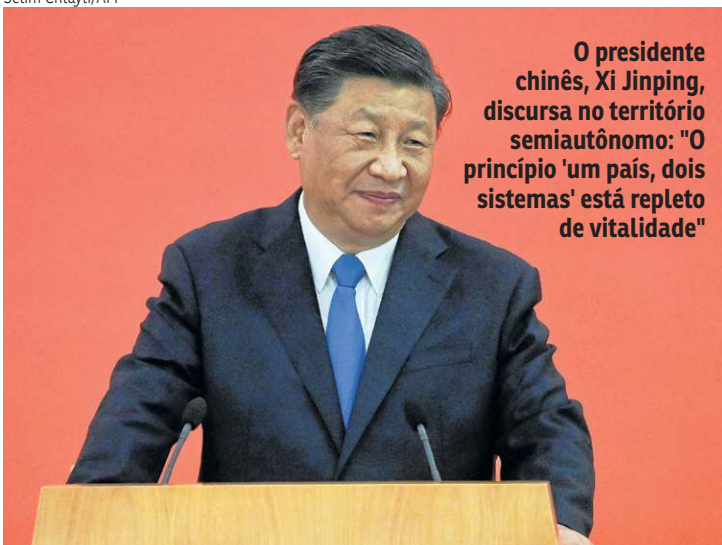 O presidente
chinês, Xi Jinping,
discursa no território
semiautônomo: "O
princípio 'um país, dois
sistemas' está repleto
de vitalidade"